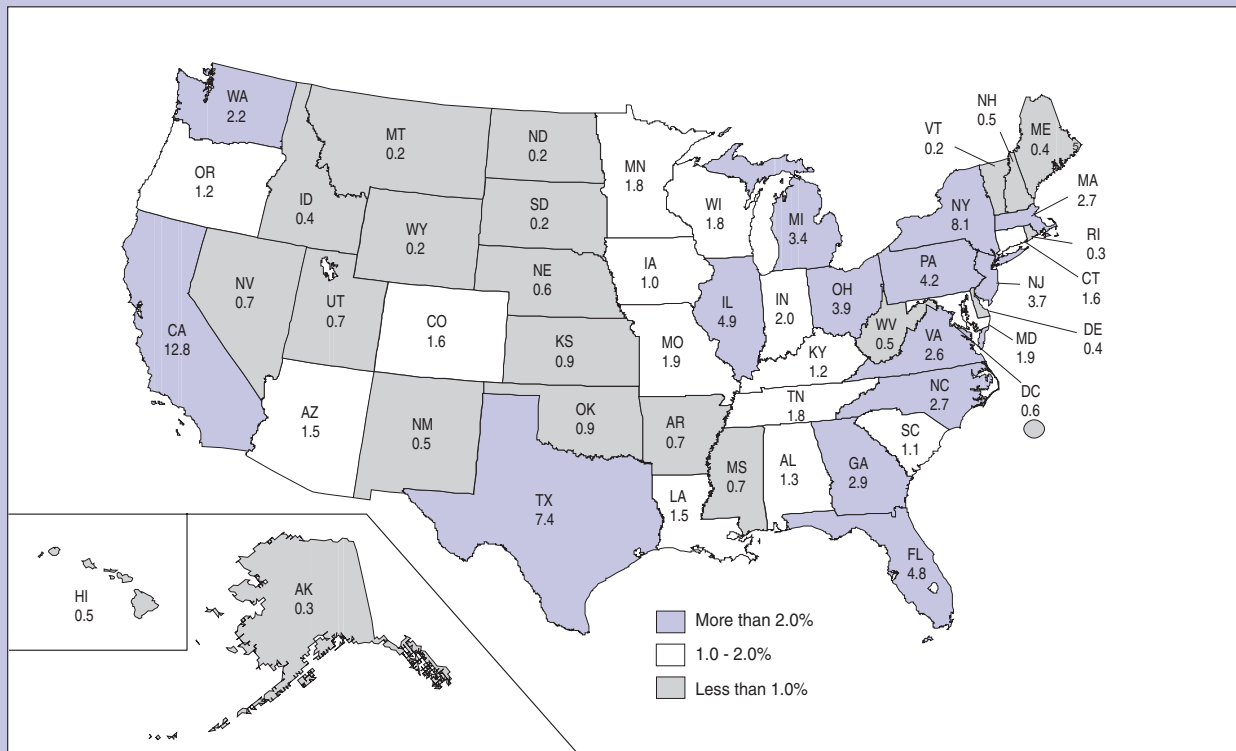 WA
2.2
OR
1.2
CA
12.8
ID
0.4
NV
0.7
MT
0.2
WY
0.2
UT
0.7
AZ
1.5
CO
1.6
NM
0.5
ND
0.2
SD
0.2
NE
0.6
KS
0.9
OK
0.9
TX
7.4
MN
1.8
IA
1.0
MO
1.9
AR
0.7
LA
1.5
WI
1.8
IL
4.9
MI
3.4
IN
2.0
OH
3.9
KY
1.2
TN
1.8
MS
0.7
AL
1.3
GA
2.9
FL
4.8
SC
1.1
NC
2.7
VA
2.6
WV
0.5
PA
4.2
NY
8.1
VT
0.2
NH
0.5
ME
0.4
MA
2.7
RI
0.3
CT
1.6
NJ
3.7
DE
0.4
MD
1.9
DC
0.6
HI
0.5
AK
0.3
More than 2.0%
1.0 - 2.0%
Less than 1.0%